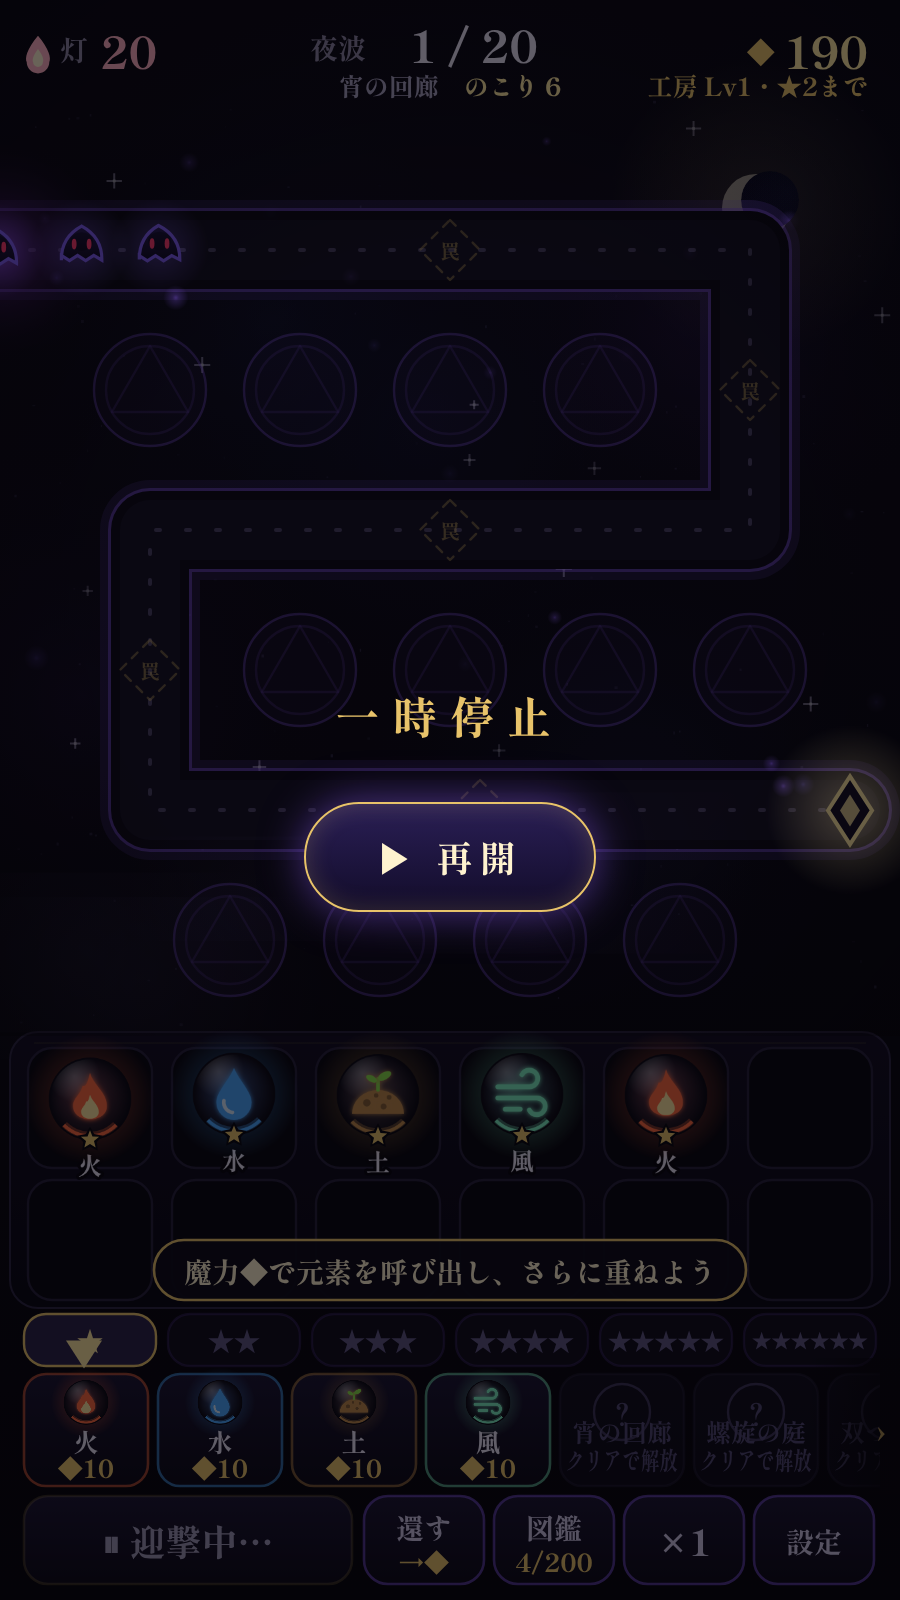 灯 20
夜波 1 / 20
◆190
宵の回廊 のこり 6
工房 Lv1・★2まで
罠
罠
罠
罠
一時停止
▶ 再開
火
水
土
風
火
魔力◆で元素を呼び出し、さらに重ねよう
★
★★
★★★
★★★★
★★★★★
★★★★★★
火
◆10
水
◆10
土
◆10
風
◆10
?
宵の回廊
クリアで解放
?
螺旋の庭
クリアで解放
双
クリ
›
迎撃中…
還す
→◆
図鑑
4/200
×1
設定